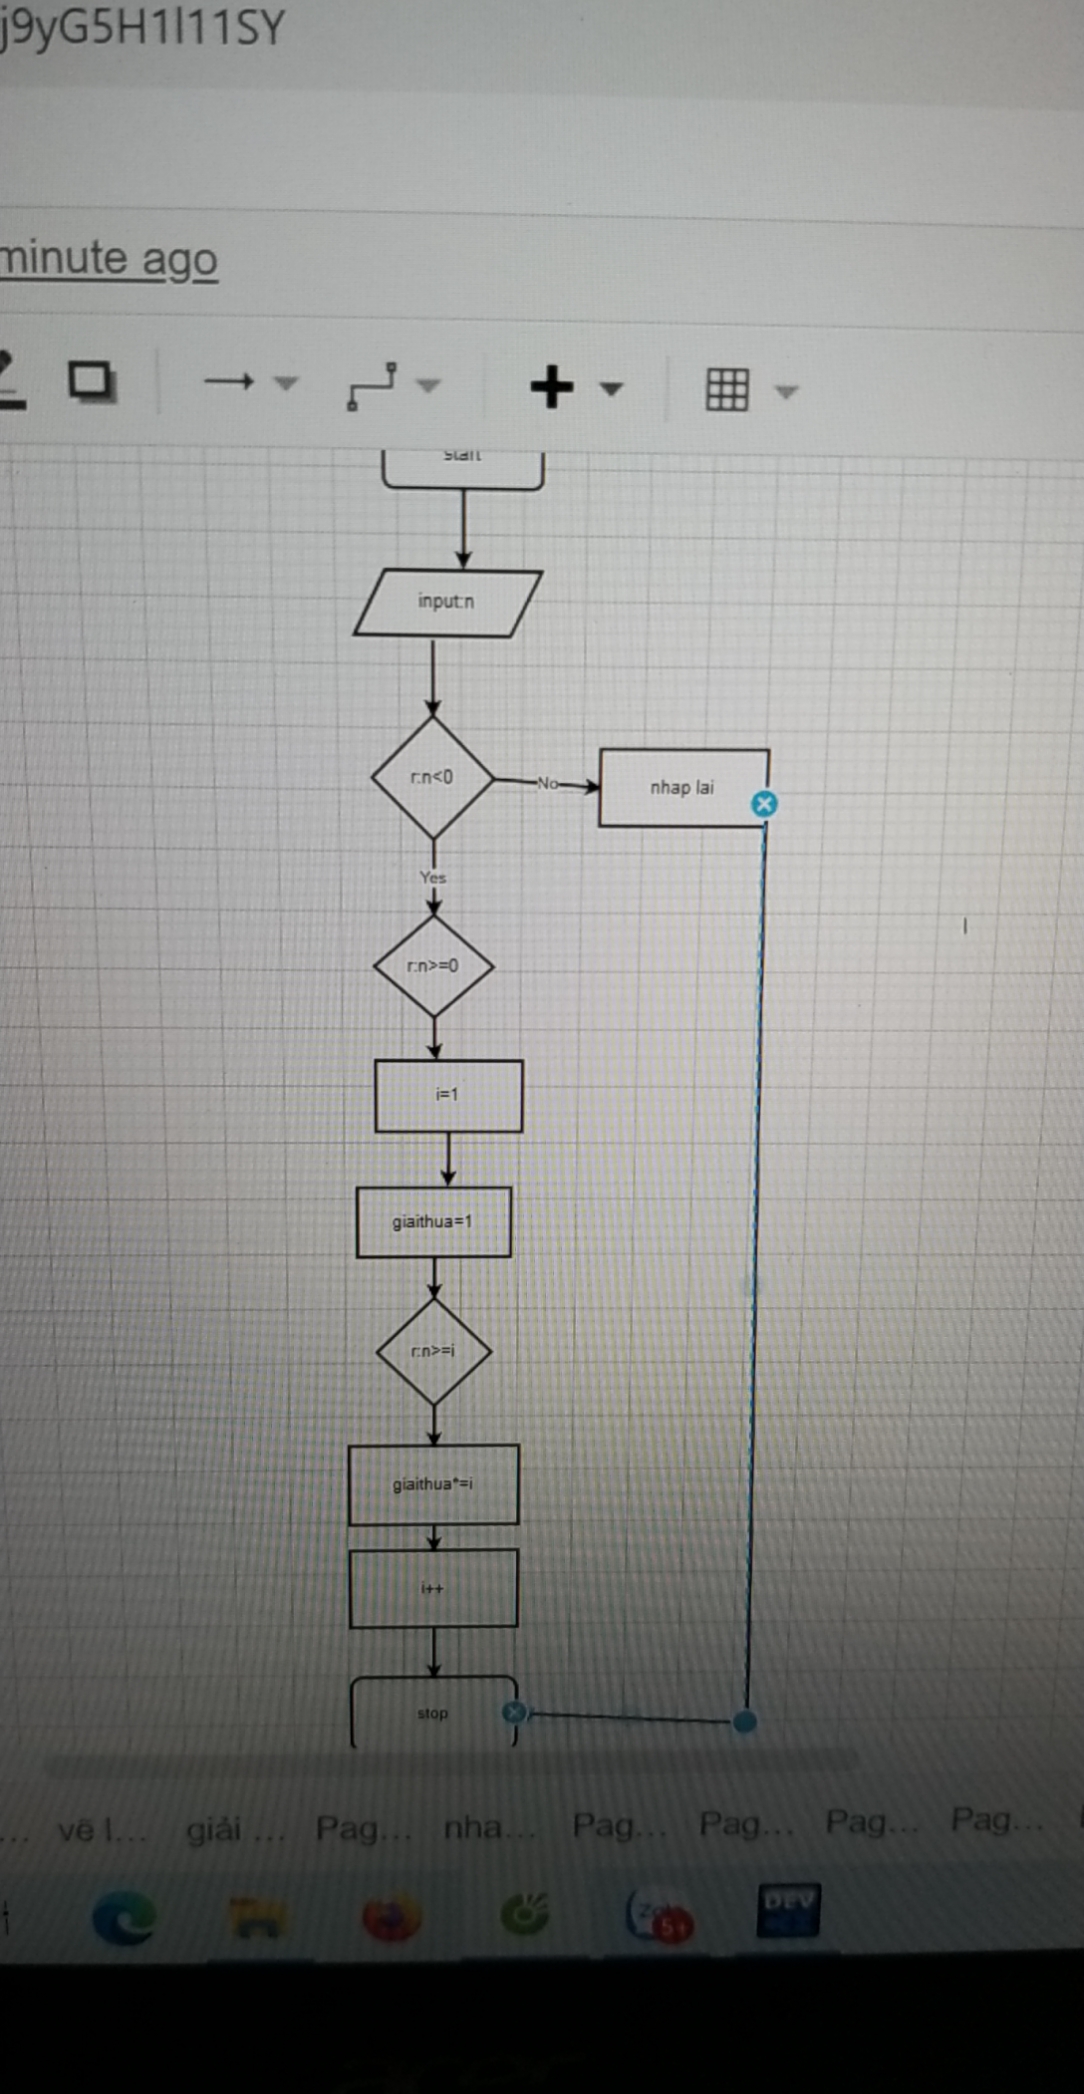 j9yG5H1l11SY
minute ago
start
input:n
r:n<0
No
nhap lai
Yes
r:n>=0
i=1
giaithua=1
r:n>=i
giaithua*=i
i++
stop
... vẽ l... giải ... Pag... nha... Pag... Pag... Pag... Pag...
5+
DEV